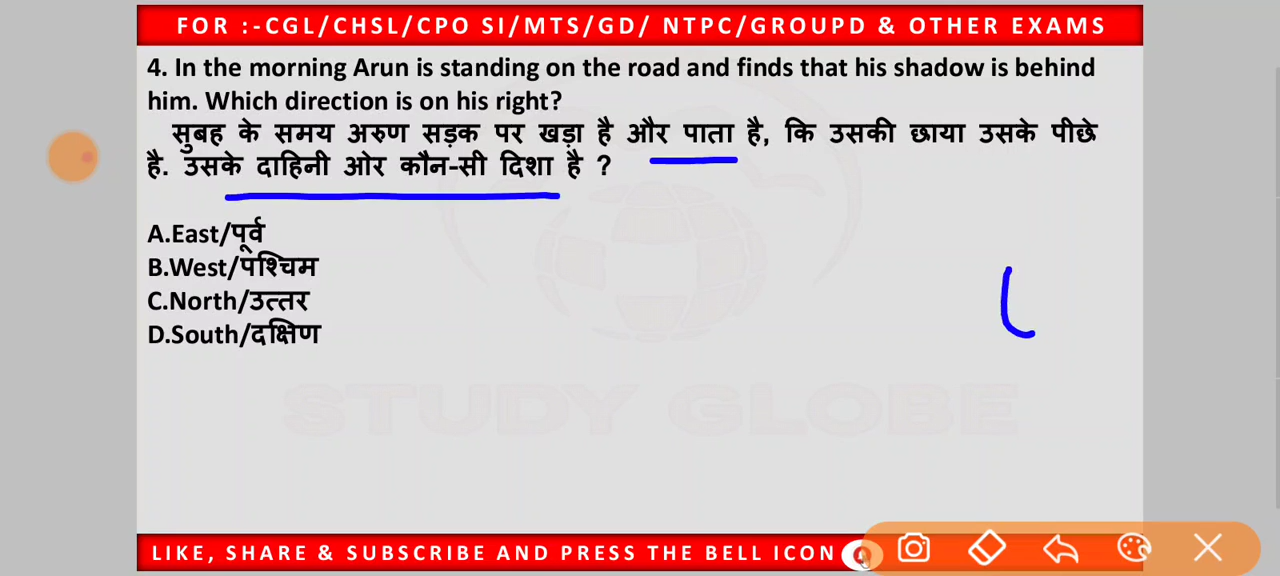 FOR :-CGL/CHSL/CPO SI/MTS/GD/ NTPC/GROUPD & OTHER EXAMS
4. In the morning Arun is standing on the road and finds that his shadow is behind
him. Which direction is on his right?
सुबह के समय अरुण सड़क पर खड़ा है और पाता है, कि उसकी छाया उसके पीछे
है. उसके दाहिनी ओर कौन-सी दिशा है ?
A.East/पूर्व
B.West/पश्चिम
C.North/उत्तर
D.South/दक्षिण
STUDY GLOBE
LIKE, SHARE & SUBSCRIBE AND PRESS THE BELL ICON